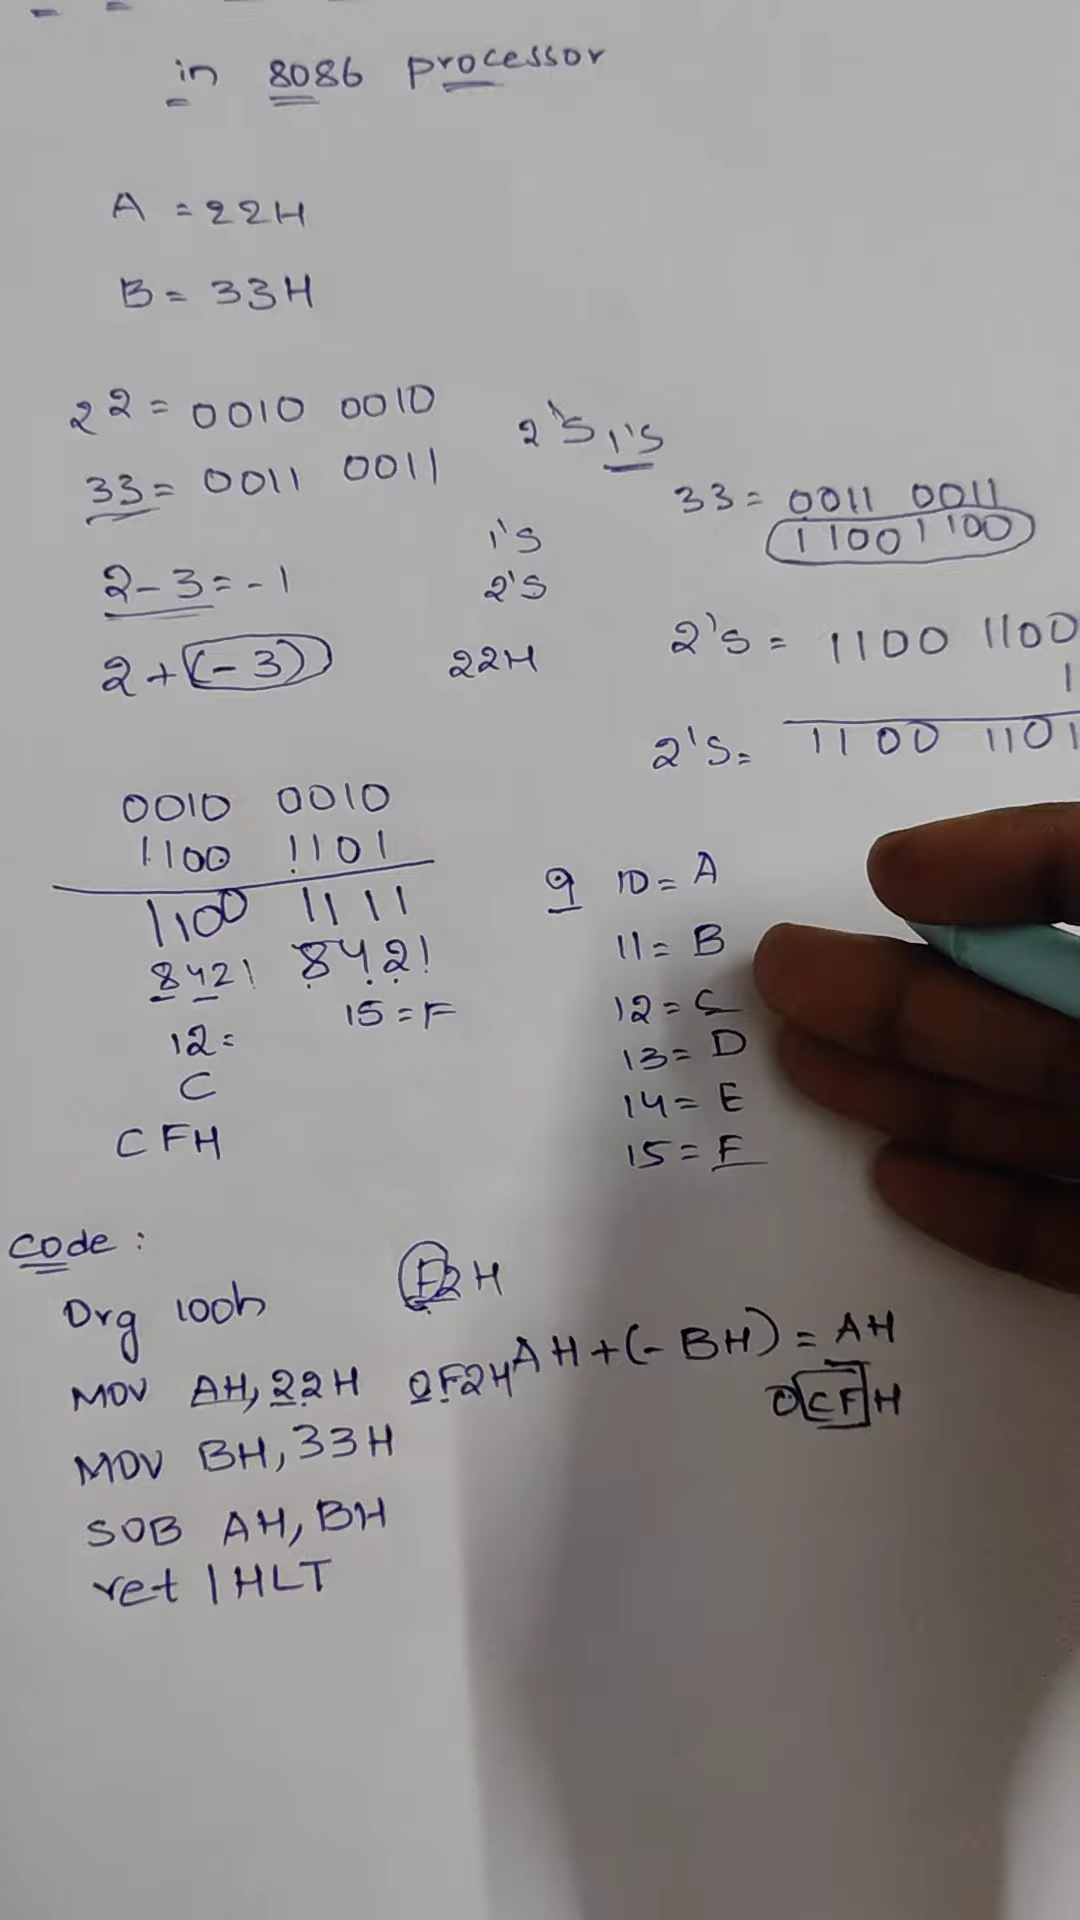 in 8086 processor
A = 22H
B = 33H
22 = 0010 0010
33 = 0011 0011
2's 1's
33 = 0011 0011
11001100
2 - 3 = -1
1's
2's
2 + (-3)
22H
2's = 1100 1100
1
2's = 1100 1101
0010 0010
1100 1101
1100 1111
8421 8421
12 =
15 = F
C
CFH
9 10 = A
11 = B
12 = C
13 = D
14 = E
15 = F
Code :
Org 100h
F2H
MOV AH, 22H
0F2H
AH + (- BH) = AH
0CFH
MOV BH, 33H
SUB AH, BH
ret | HLT